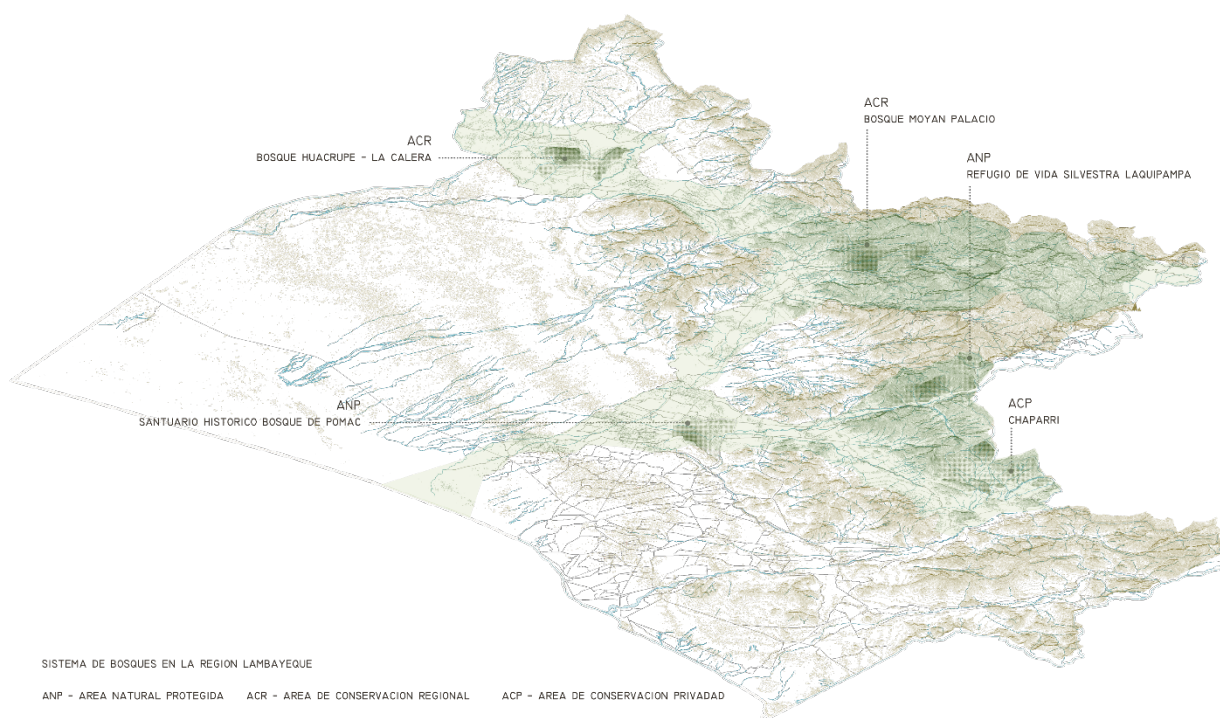 ACR
BOSQUE MOYAN PALACIO
ACR
BOSQUE HUACRUPE - LA CALERA
ANP
REFUGIO DE VIDA SILVESTRA LAQUIPAMPA
ANP
SANTUARIO HISTORICO BOSQUE DE POMAC
ACP
CHAPARRI
SISTEMA DE BOSQUES EN LA REGION LAMBAYEQUE
ANP - AREA NATURAL PROTEGIDA ACR - AREA DE CONSERVACION REGIONAL ACP - AREA DE CONSERVACION PRIVADAD